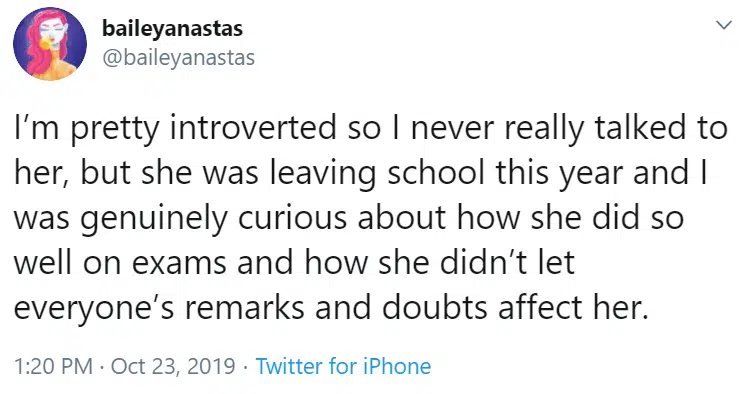 baileyanastas
@baileyanastas
I’m pretty introverted so I never really talked to
her, but she was leaving school this year and I
was genuinely curious about how she did so
well on exams and how she didn’t let
everyone’s remarks and doubts affect her.
1:20 PM · Oct 23, 2019 · Twitter for iPhone